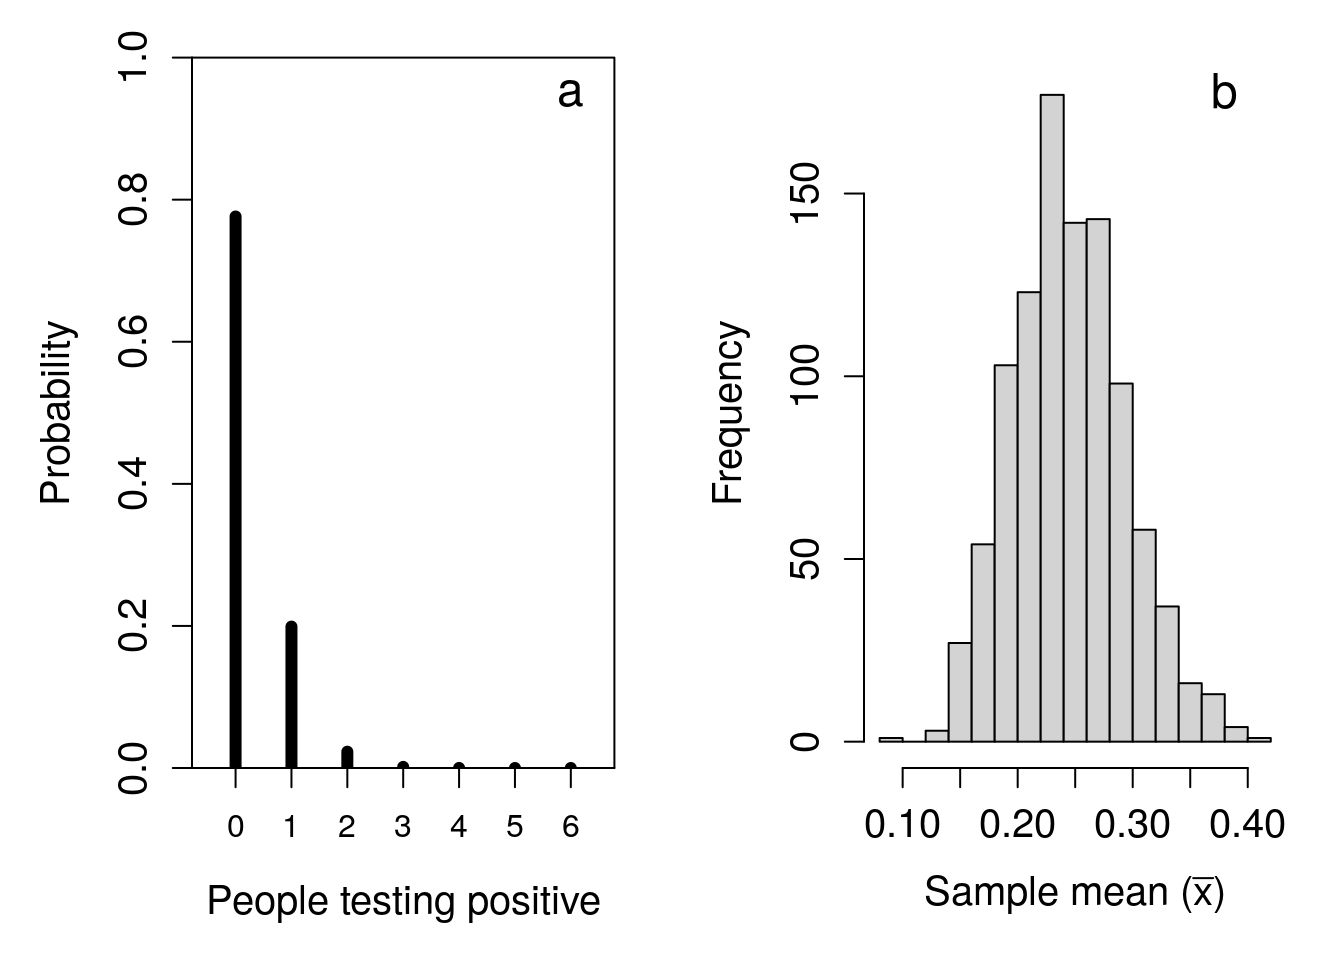 a
Probability
1.0
0.8
0.6
0.4
0.2
0.0
0 1 2 3 4 5 6
People testing positive
b
Frequency
150
100
50
0
0.10 0.20 0.30 0.40
Sample mean (x̅)